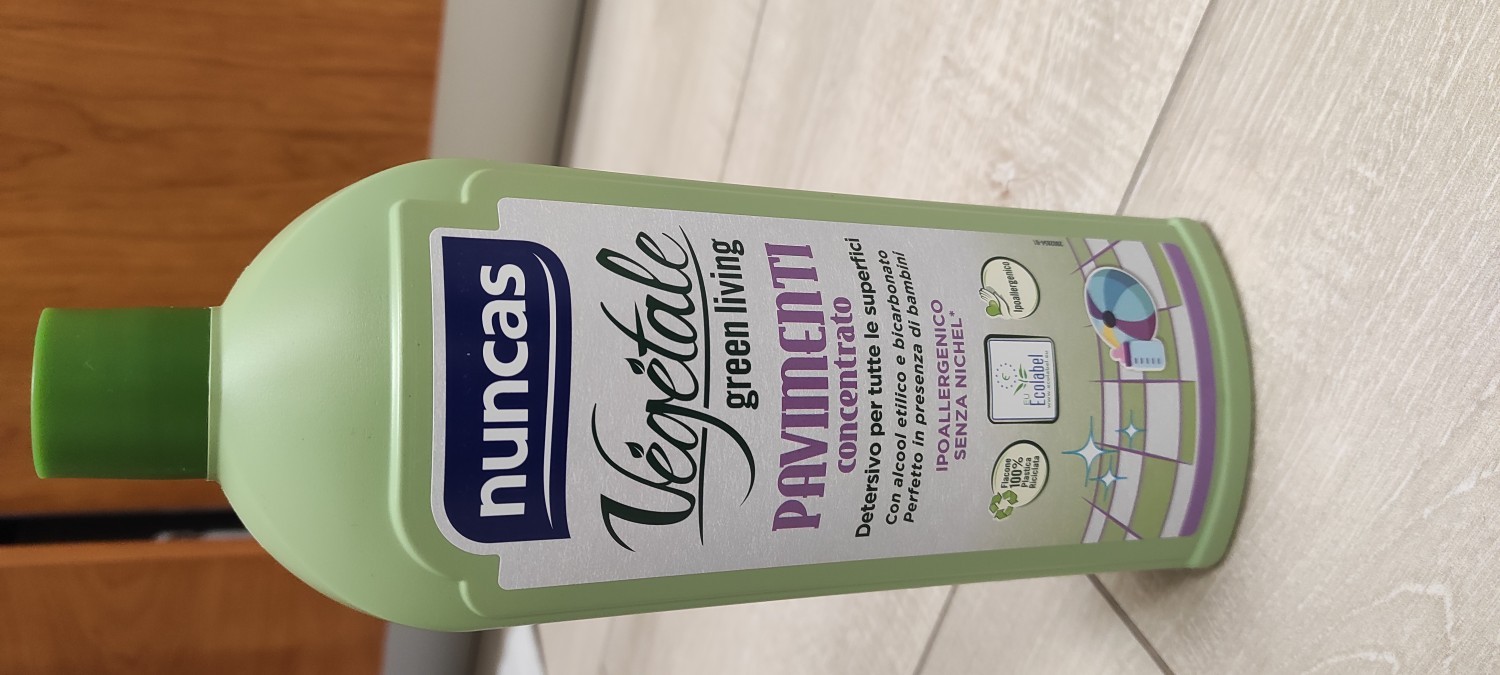 nuncas
Végétale
green living
PAVIMENTI
concentrato
Detersivo per tutte le superfici
Con alcool etilico e bicarbonato
Perfetto in presenza di bambini
IPOALLERGENICO
SENZA NICHEL*
Flacone
100%
Plastica
Riciclata
EU
Ecolabel
Ipoallergenico